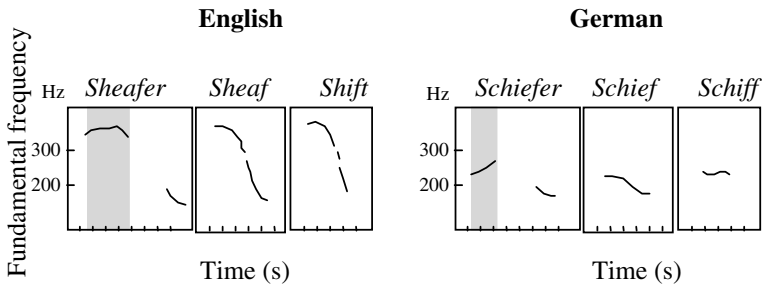 English German
Fundamental frequency
Hz Sheafer Sheaf Shift Hz Schiefer Schief Schiff
300 300
200 200
Time (s) Time (s)